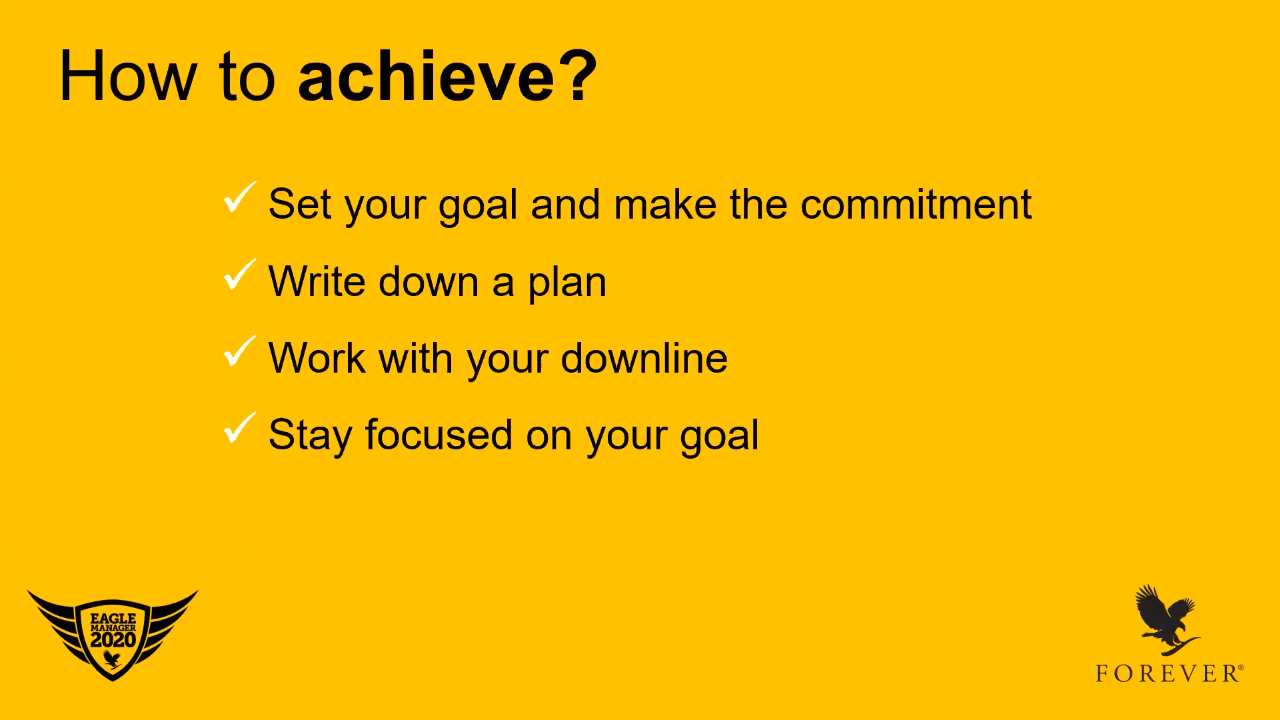 How to achieve?
Set your goal and make the commitment
Write down a plan
Work with your downline
Stay focused on your goal
EAGLE
MANAGER
2020
FOREVER®